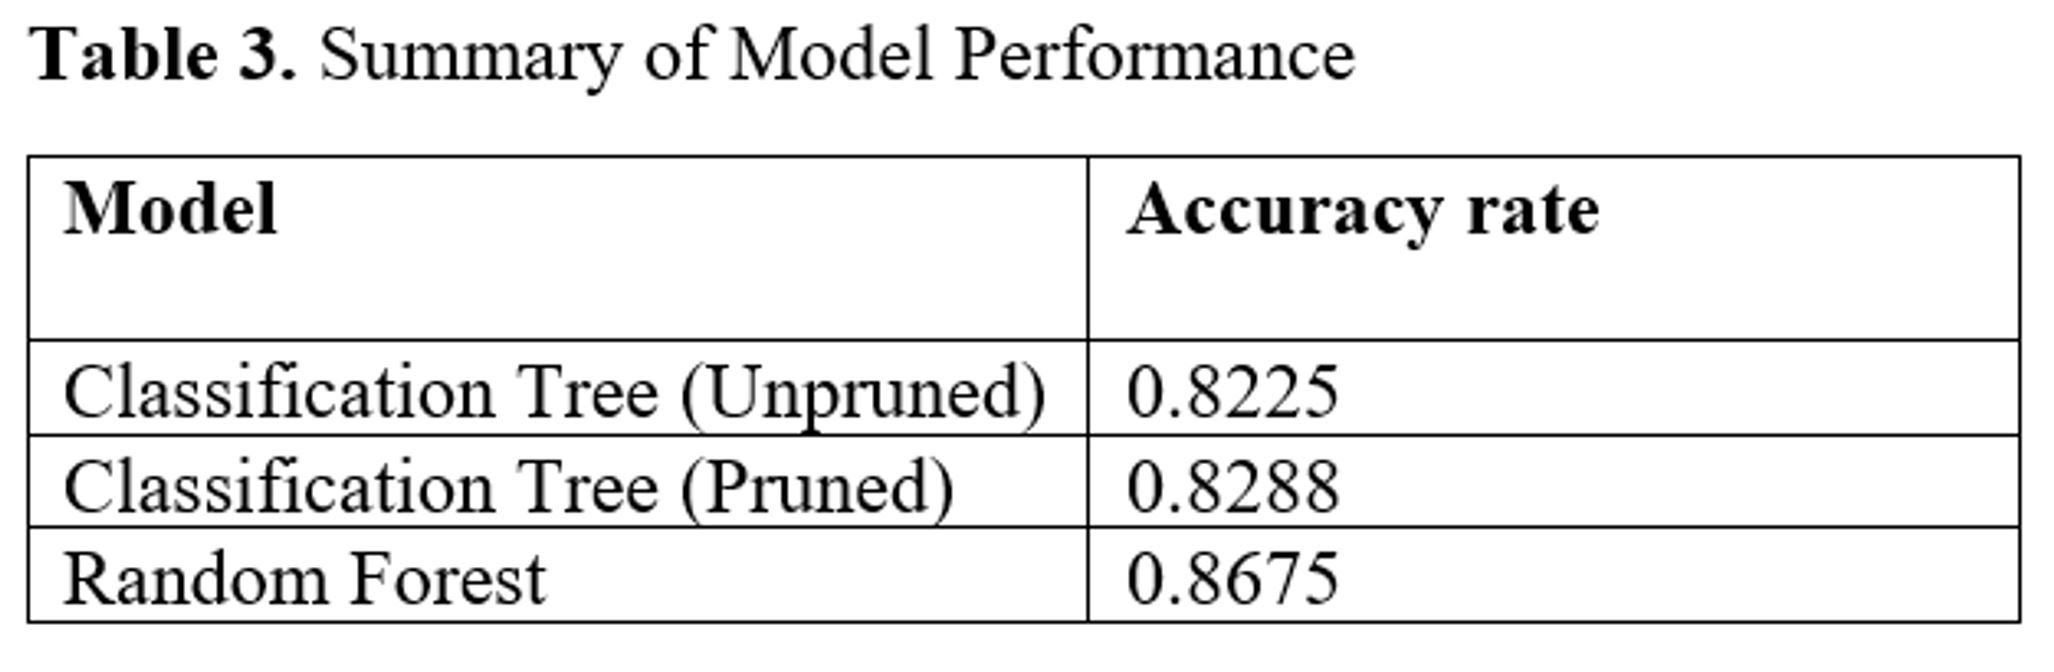 Table 3. Summary of Model Performance
Model Accuracy rate
Classification Tree (Unpruned) 0.8225
Classification Tree (Pruned) 0.8288
Random Forest 0.8675